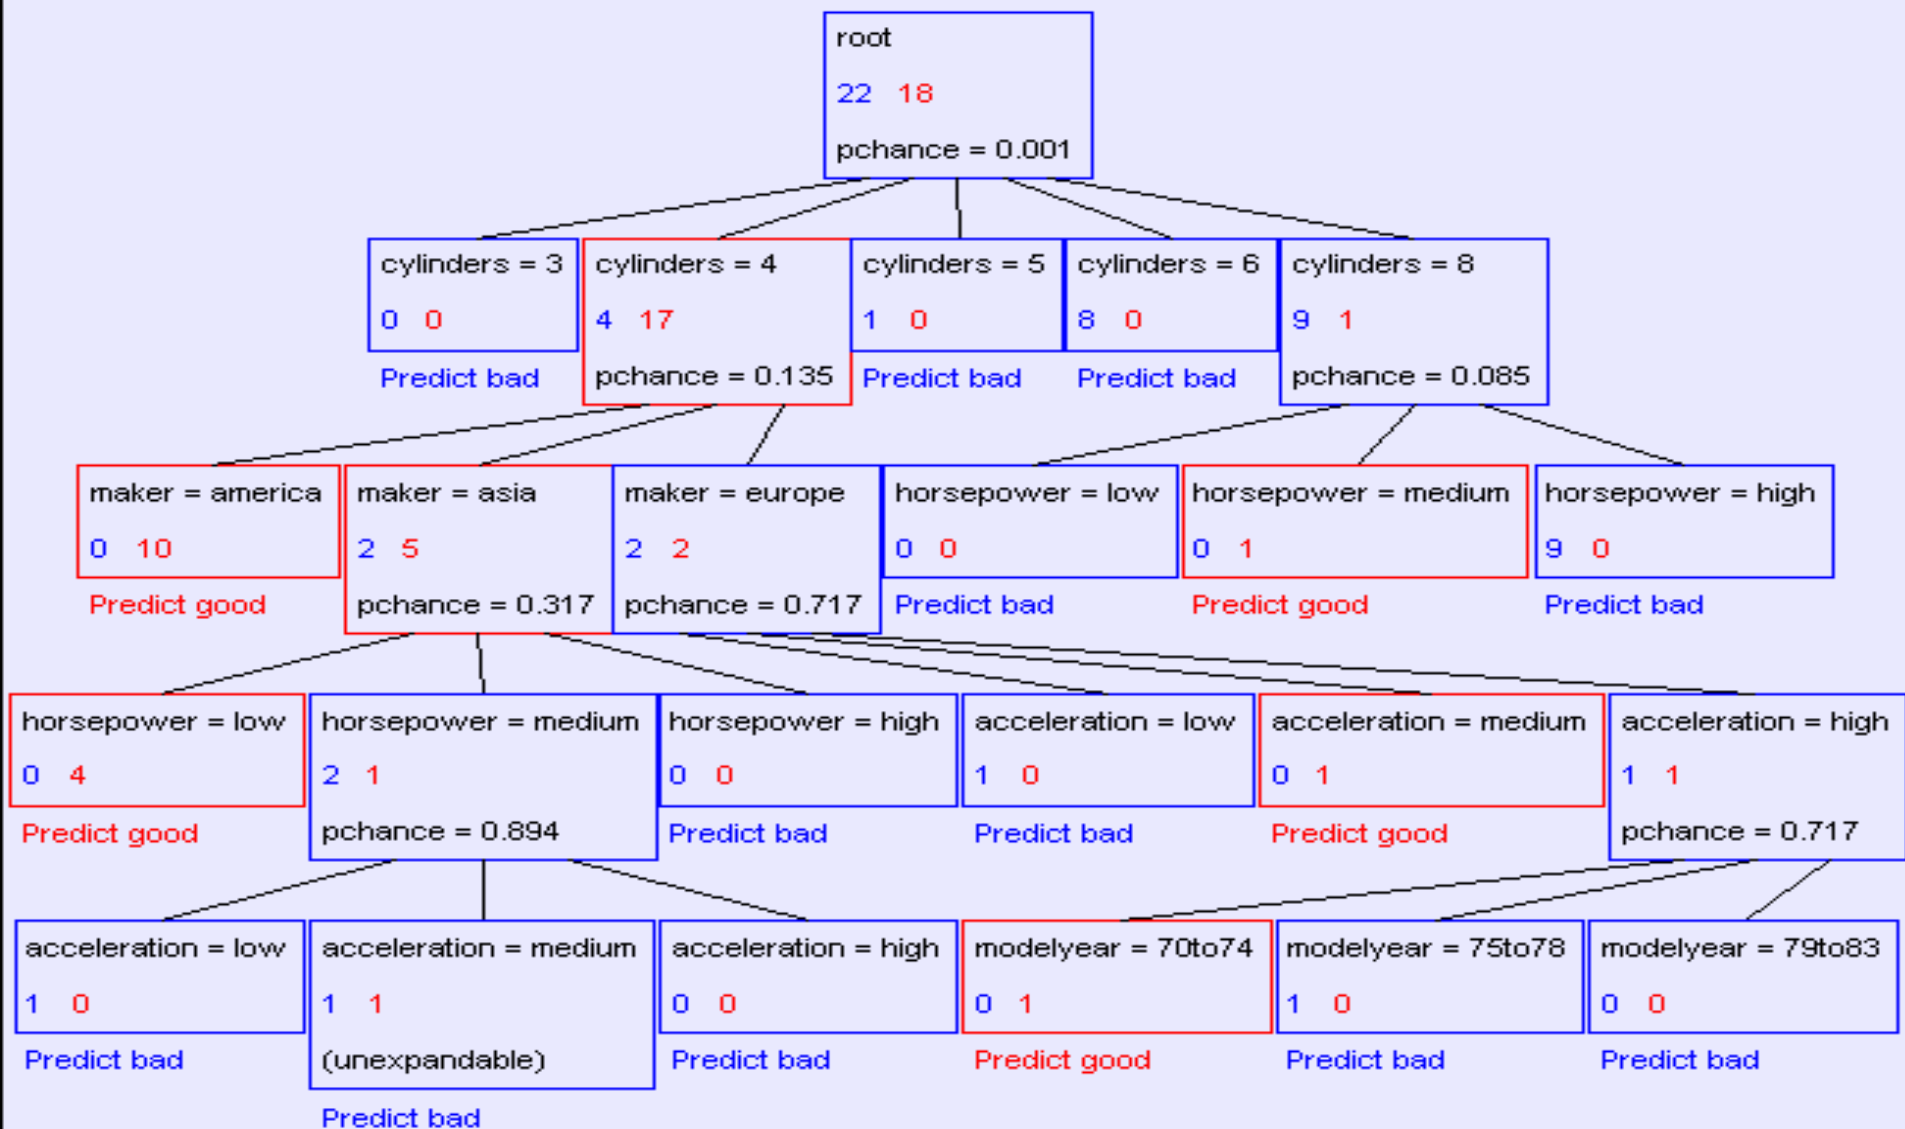 root
22 18
pchance = 0.001
cylinders = 3
0 0
Predict bad
cylinders = 4
4 17
pchance = 0.135
cylinders = 5
1 0
Predict bad
cylinders = 6
8 0
Predict bad
cylinders = 8
9 1
pchance = 0.085
maker = america
0 10
Predict good
maker = asia
2 5
pchance = 0.317
maker = europe
2 2
pchance = 0.717
horsepower = low
0 0
Predict bad
horsepower = medium
0 1
Predict good
horsepower = high
9 0
Predict bad
horsepower = low
0 4
Predict good
horsepower = medium
2 1
pchance = 0.894
horsepower = high
0 0
Predict bad
acceleration = low
1 0
Predict bad
acceleration = medium
0 1
Predict good
acceleration = high
1 1
pchance = 0.717
acceleration = low
1 0
Predict bad
acceleration = medium
1 1
(unexpandable)
Predict bad
acceleration = high
0 0
Predict bad
modelyear = 70to74
0 1
Predict good
modelyear = 75to78
1 0
Predict bad
modelyear = 79to83
0 0
Predict bad